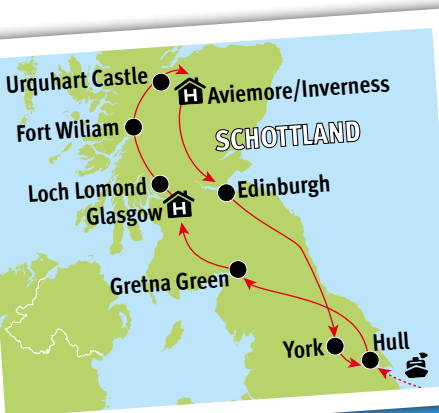 Urquhart Castle
Aviemore/Inverness
Fort Wiliam
SCHOTTLAND
Loch Lomond
Edinburgh
Glasgow
Gretna Green
York
Hull
H
H